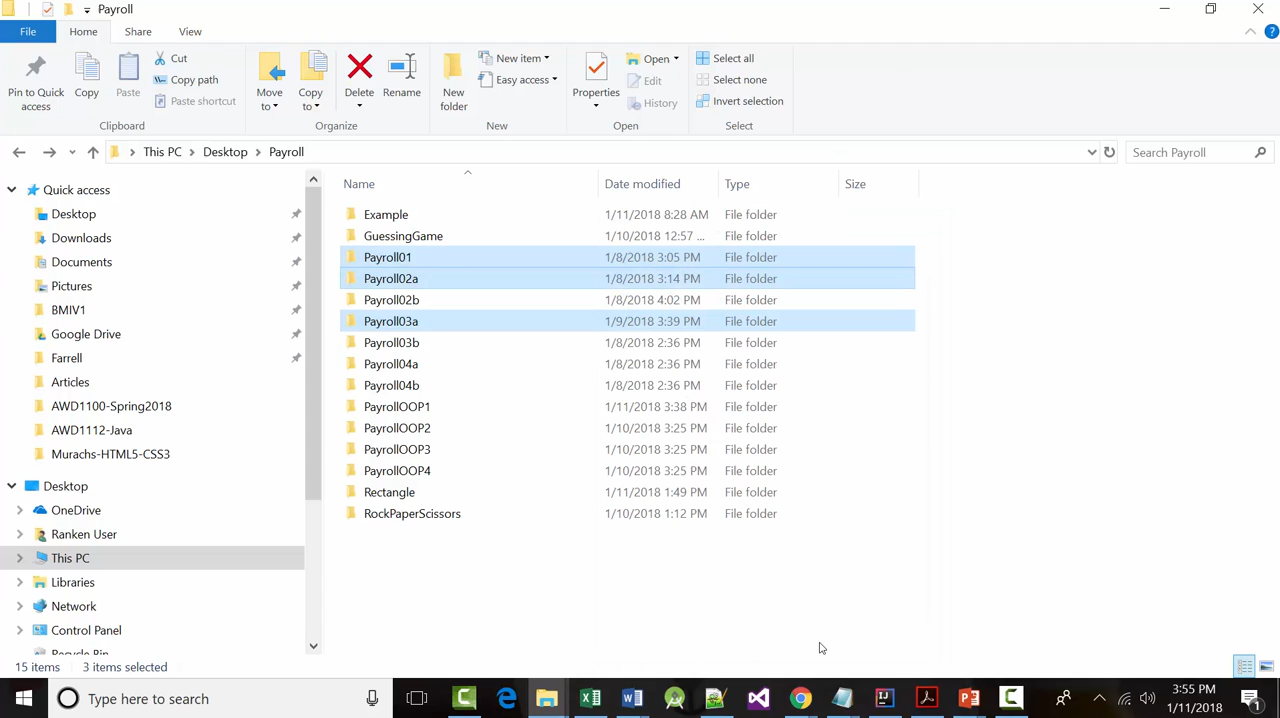 Payroll
File Home Share View
Pin to Quick access
Copy
Paste
Cut
Copy path
Paste shortcut
Clipboard
Move to
Copy to
Delete
Rename
Organize
New folder
New item
Easy access
New
Properties
Open
Edit
History
Open
Select all
Select none
Invert selection
Select
This PC Desktop Payroll
Search Payroll
Name Date modified Type Size
Example 1/11/2018 8:28 AM File folder
GuessingGame 1/10/2018 12:57 ... File folder
Payroll01 1/8/2018 3:05 PM File folder
Payroll02a 1/8/2018 3:14 PM File folder
Payroll02b 1/8/2018 4:02 PM File folder
Payroll03a 1/9/2018 3:39 PM File folder
Payroll03b 1/8/2018 2:36 PM File folder
Payroll04a 1/8/2018 2:36 PM File folder
Payroll04b 1/8/2018 2:36 PM File folder
PayrollOOP1 1/11/2018 3:38 PM File folder
PayrollOOP2 1/10/2018 3:25 PM File folder
PayrollOOP3 1/10/2018 3:25 PM File folder
PayrollOOP4 1/10/2018 3:25 PM File folder
Rectangle 1/11/2018 1:49 PM File folder
RockPaperScissors 1/10/2018 1:12 PM File folder
Quick access
Desktop
Downloads
Documents
Pictures
BMIV1
Google Drive
Farrell
Articles
AWD1100-Spring2018
AWD1112-Java
Murachs-HTML5-CSS3
Desktop
OneDrive
Ranken User
This PC
Libraries
Network
Control Panel
Recycle Bin
15 items 3 items selected
Type here to search
3:55 PM
1/11/2018
1